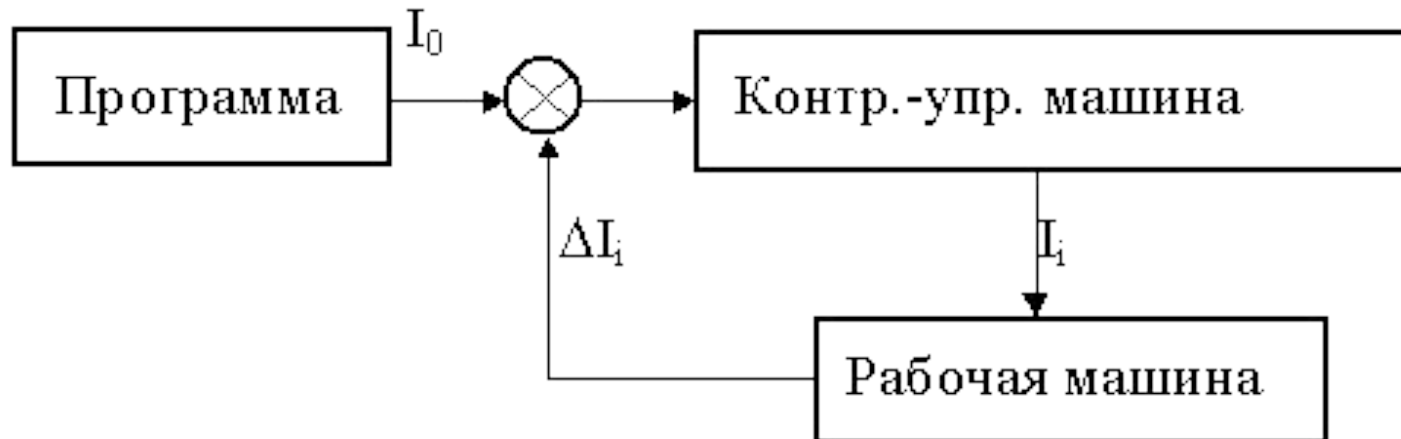 I₀
Программа
Контр.-упр. машина
ΔIᵢ
Iᵢ
Рабочая машина